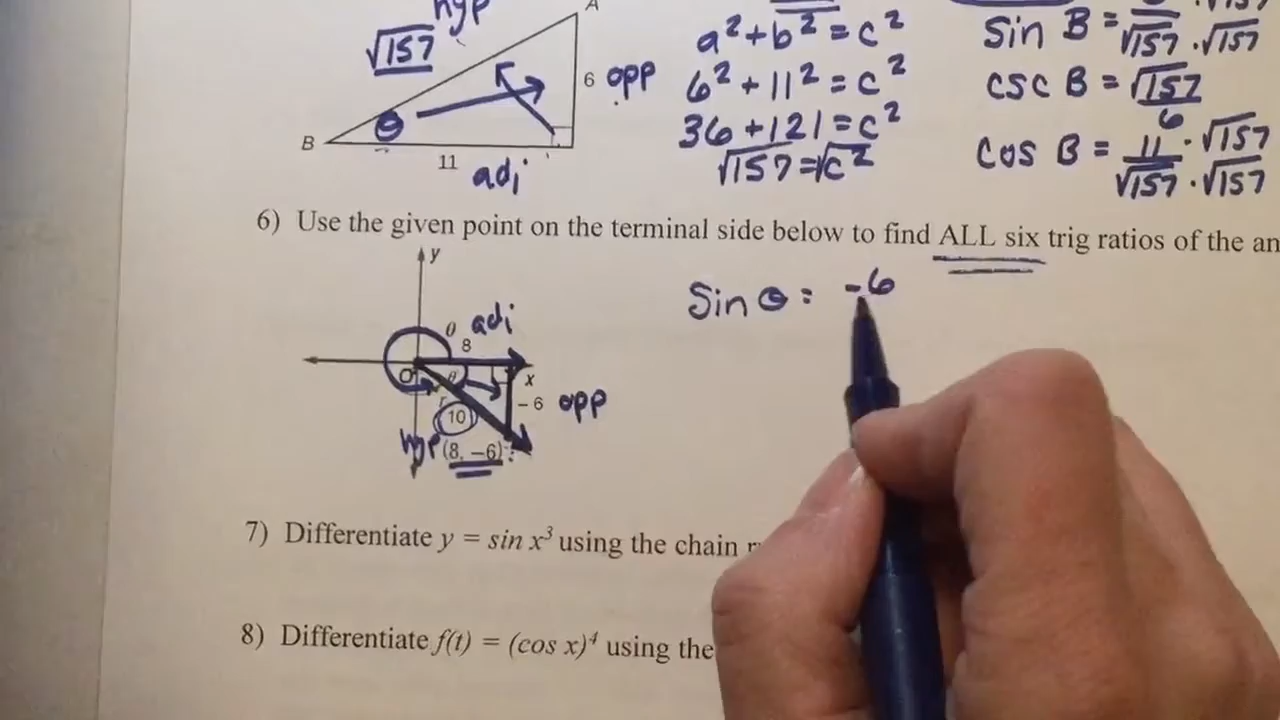 hyp
A
√157
6 opp
θ
B
11
adj
a² + b² = c²
6² + 11² = c²
36 + 121 = c²
√157 = √c²
Sin B = √157 · √157
csc B = √157
6
cos B = 11 · √157
√157 · √157
6) Use the given point on the terminal side below to find ALL six trig ratios of the
y
θ adj
8
O θ x
r -6 opp
10
hyp (8, -6)
Sin θ = -6
7) Differentiate y = sin x³ using the chain
8) Differentiate f(t) = (cos x)⁴ using the